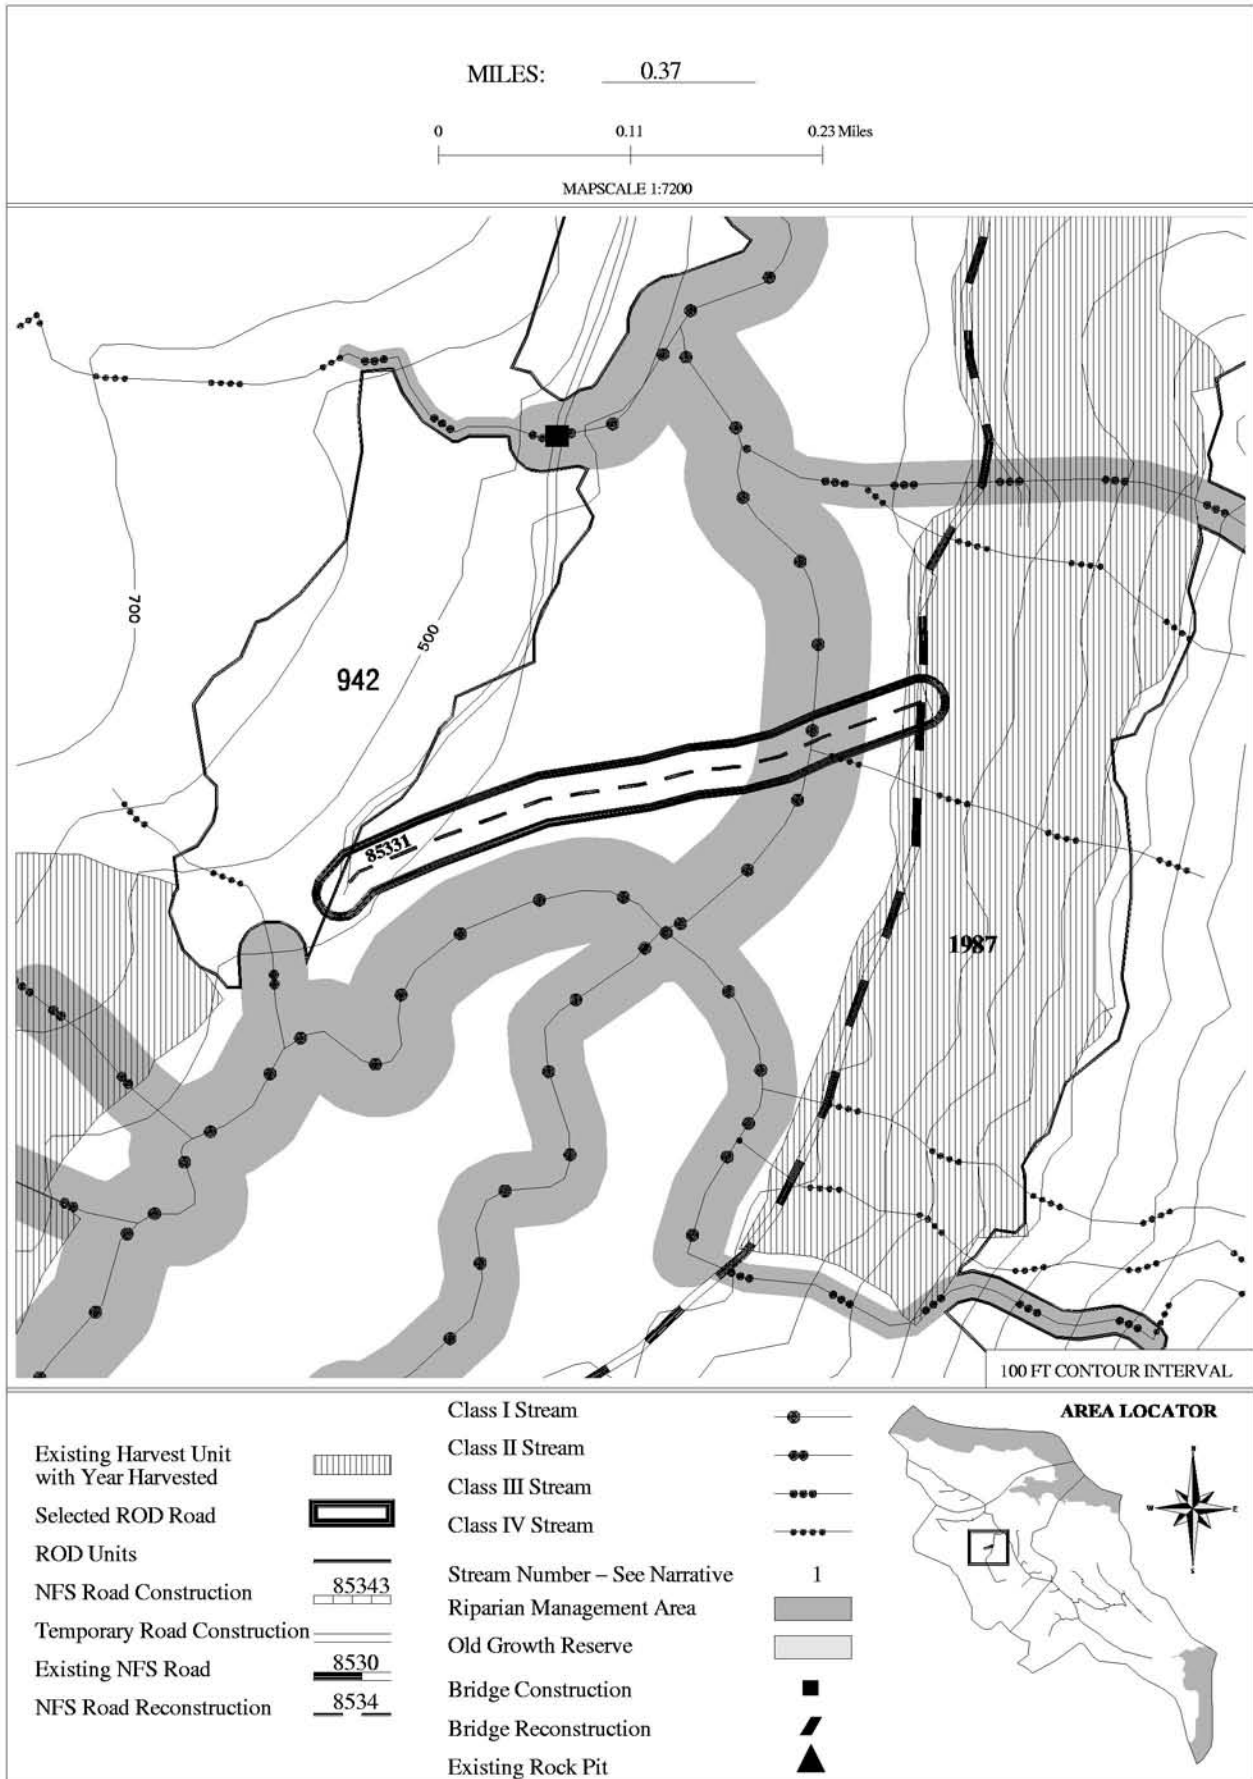 MILES: 0.37
0 0.11 0.23 Miles
MAPSCALE 1:7200
700
500
942
85331
1987
100 FT CONTOUR INTERVAL
Existing Harvest Unit
with Year Harvested
Selected ROD Road
ROD Units
NFS Road Construction 85343
Temporary Road Construction
Existing NFS Road 8530
NFS Road Reconstruction 8534
Class I Stream
Class II Stream
Class III Stream
Class IV Stream
Stream Number – See Narrative 1
Riparian Management Area
Old Growth Reserve
Bridge Construction
Bridge Reconstruction
Existing Rock Pit
AREA LOCATOR
N
W E
S